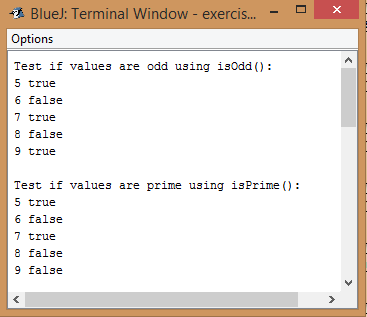 BlueJ: Terminal Window - exercis...
Options
Test if values are odd using isOdd():
5 true
6 false
7 true
8 false
9 true
Test if values are prime using isPrime():
5 true
6 false
7 true
8 false
9 false